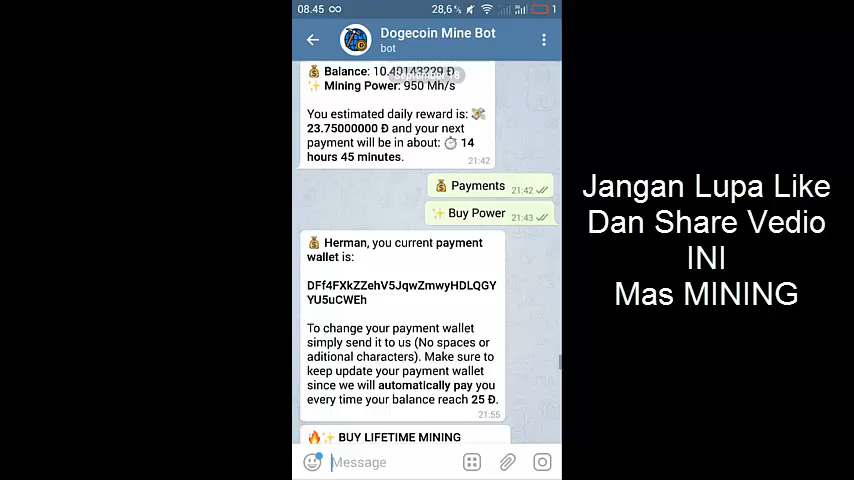 08.45
28,6%
1
Dogecoin Mine Bot
bot
Balance: 10.49143229 Đ
September 18
Mining Power: 950 Mh/s
You estimated daily reward is:
23.75000000 Đ and your next
payment will be in about: 14
hours 45 minutes.
21:42
Payments 21:42
Buy Power 21:43
Herman, you current payment
wallet is:
DFf4FXkZZehV5JqwZmwyHDLQGY
YU5uCWEh
To change your payment wallet
simply send it to us (No spaces or
aditional characters). Make sure to
keep update your payment wallet
since we will automatically pay you
every time your balance reach 25 Đ.
21:55
BUY LIFETIME MINING
Message
Jangan Lupa Like
Dan Share Vedio
INI
Mas MINING